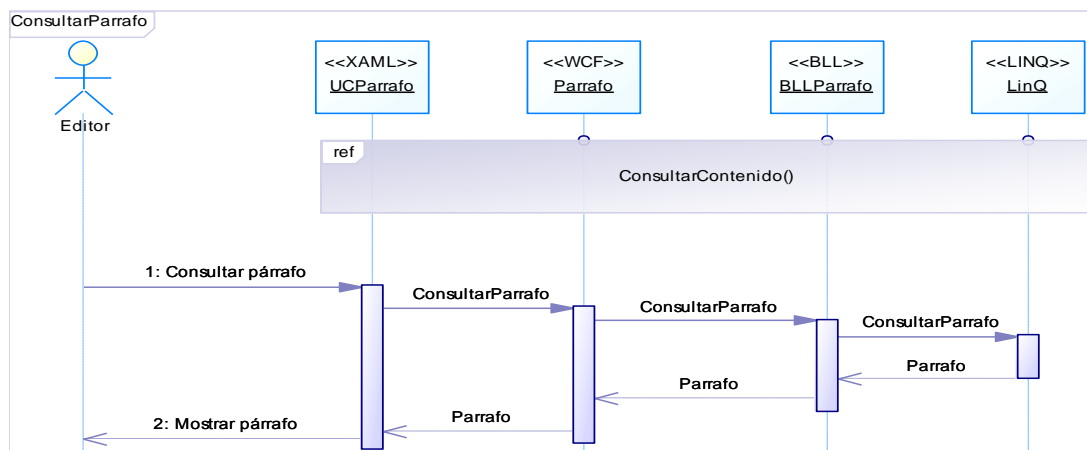 ConsultarParrafo
<<XAML>>
UCParrafo
<<WCF>>
Parrafo
<<BLL>>
BLLParrafo
<<LINQ>>
LinQ
Editor
ref
ConsultarContenido()
1: Consultar párrafo
ConsultarParrafo
ConsultarParrafo
ConsultarParrafo
Parrafo
Parrafo
Parrafo
2: Mostrar párrafo